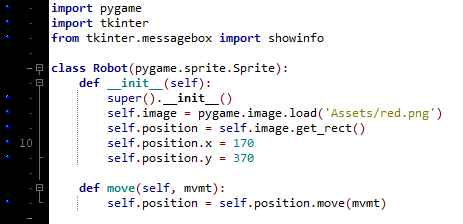 import pygame
import tkinter
from tkinter.messagebox import showinfo
class Robot(pygame.sprite.Sprite):
    def __init__(self):
        super().__init__()
        self.image = pygame.image.load('Assets/red.png')
        self.position = self.image.get_rect()
10        self.position.x = 170
        self.position.y = 370
    def move(self, mvmt):
        self.position = self.position.move(mvmt)